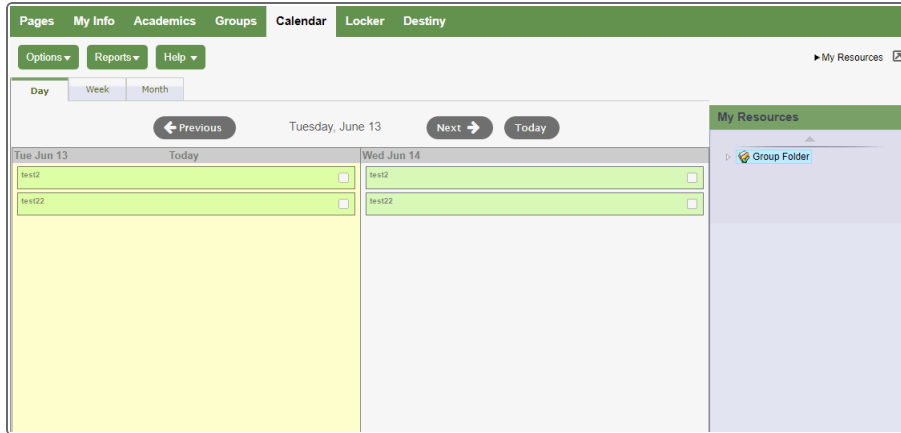 Pages My Info Academics Groups Calendar Locker Destiny
Options Reports Help
My Resources
Day Week Month
Previous Tuesday, June 13 Next Today
My Resources
Tue Jun 13 Today Wed Jun 14
Group Folder
test2 test2
test22 test22